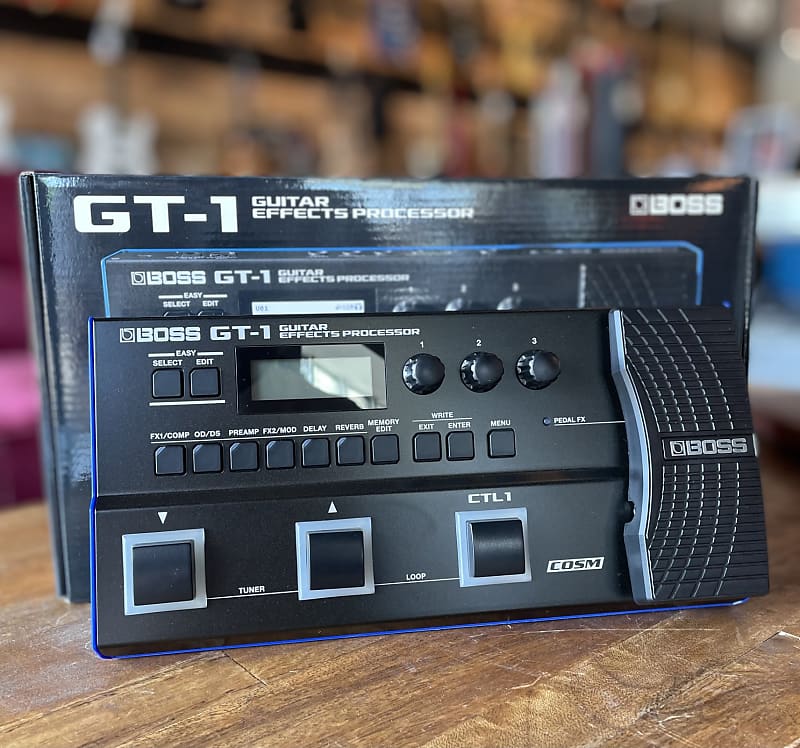 GT-1 GUITAR
EFFECTS PROCESSOR
BOSS
BOSS GT-1 GUITAR
EFFECTS PROCESSOR
EASY
SELECT EDIT
U01
BOSS GT-1 GUITAR
EFFECTS PROCESSOR
EASY
SELECT EDIT
1 2 3
FX1/COMP OD/DS PREAMP FX2/MOD DELAY REVERB MEMORY
EDIT
WRITE
EXIT ENTER MENU
PEDAL FX
BOSS
▼ ▲ CTL1
TUNER LOOP
COSM